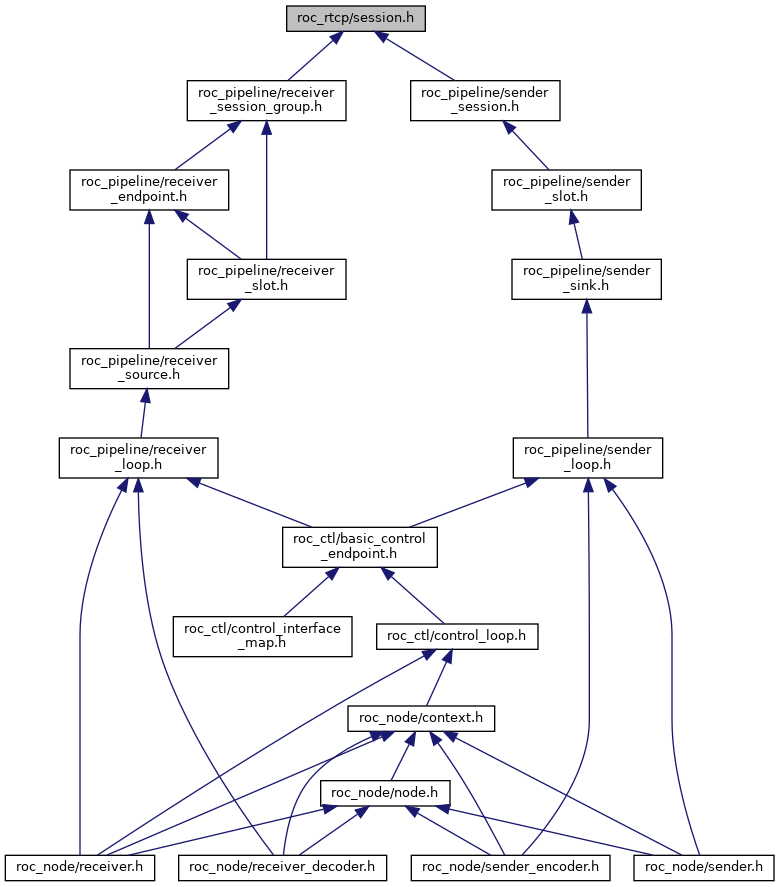 roc_rtcp/session.h
roc_pipeline/receiver
_session_group.h
roc_pipeline/sender
_session.h
roc_pipeline/receiver
_endpoint.h
roc_pipeline/sender
_slot.h
roc_pipeline/receiver
_slot.h
roc_pipeline/sender
_sink.h
roc_pipeline/receiver
_source.h
roc_pipeline/receiver
_loop.h
roc_pipeline/sender
_loop.h
roc_ctl/basic_control
_endpoint.h
roc_ctl/control_interface
_map.h
roc_ctl/control_loop.h
roc_node/context.h
roc_node/node.h
roc_node/receiver.h
roc_node/receiver_decoder.h
roc_node/sender_encoder.h
roc_node/sender.h